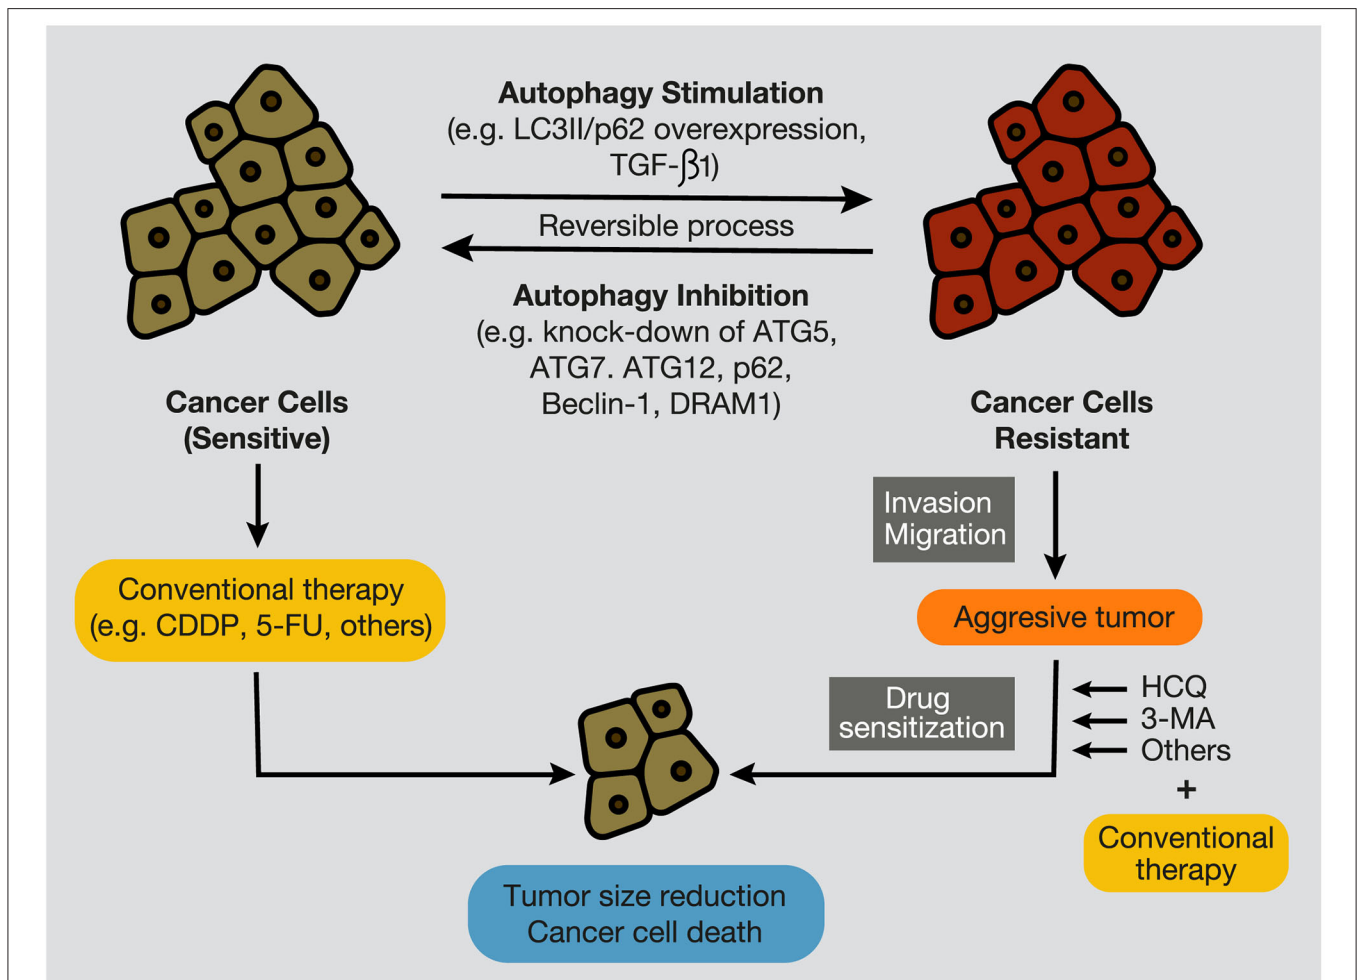 Autophagy Stimulation
(e.g. LC3II/p62 overexpression,
TGF-β1)
Reversible process
Autophagy Inhibition
(e.g. knock-down of ATG5,
ATG7. ATG12, p62,
Beclin-1, DRAM1)
Cancer Cells
(Sensitive)
Cancer Cells
Resistant
Invasion
Migration
Conventional therapy
(e.g. CDDP, 5-FU, others)
Aggresive tumor
Drug
sensitization
HCQ
3-MA
Others
+
Conventional
therapy
Tumor size reduction
Cancer cell death